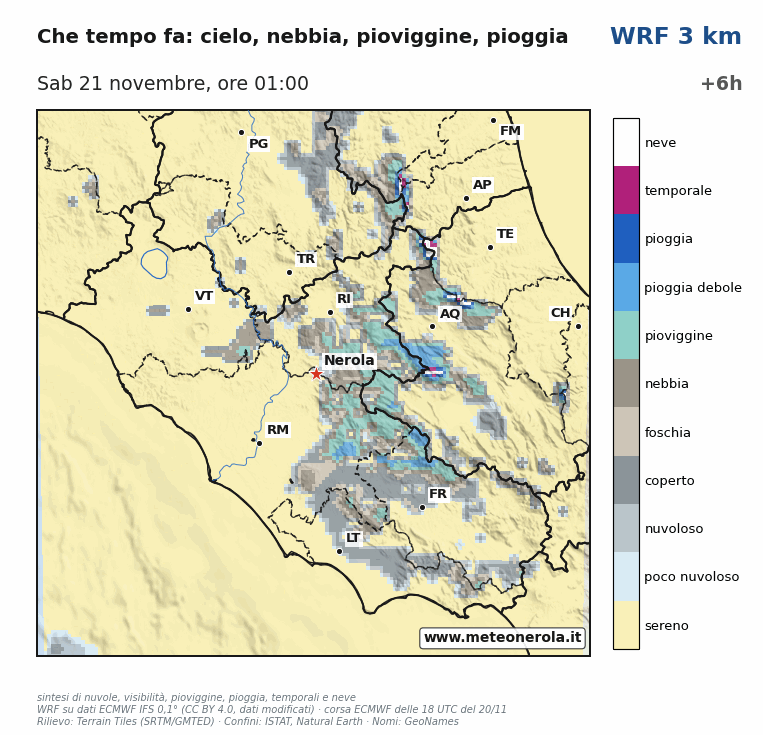 Che tempo fa: cielo, nebbia, pioviggine, pioggia
WRF 3 km
Sab 21 novembre, ore 01:00
+6h
FM
PG
AP
TE
TR
VT
RI
AQ
CH
Nerola
RM
FR
LT
www.meteonerola.it
neve
temporale
pioggia
pioggia debole
pioviggine
nebbia
foschia
coperto
nuvoloso
poco nuvoloso
sereno
sintesi di nuvole, visibilità, pioviggine, pioggia, temporali e neve
WRF su dati ECMWF IFS 0,1° (CC BY 4.0, dati modificati) · corsa ECMWF delle 18 UTC del 20/11
Rilievo: Terrain Tiles (SRTM/GMTED) · Confini: ISTAT, Natural Earth · Nomi: GeoNames